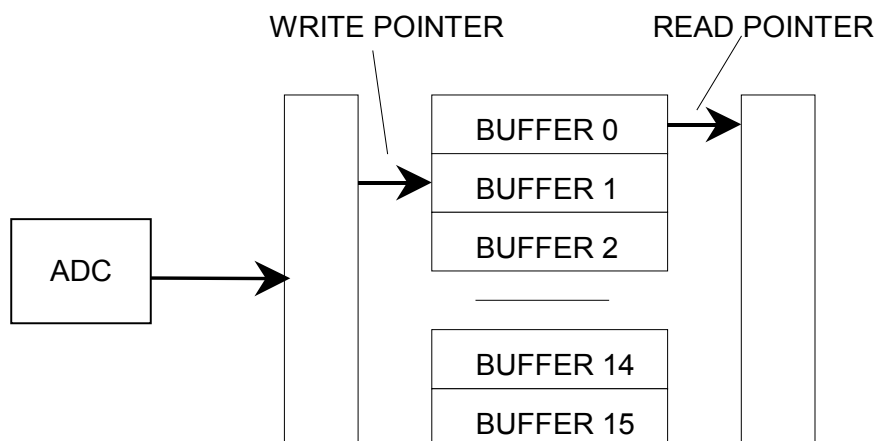 WRITE POINTER
READ POINTER
BUFFER 0
BUFFER 1
BUFFER 2
ADC
BUFFER 14
BUFFER 15